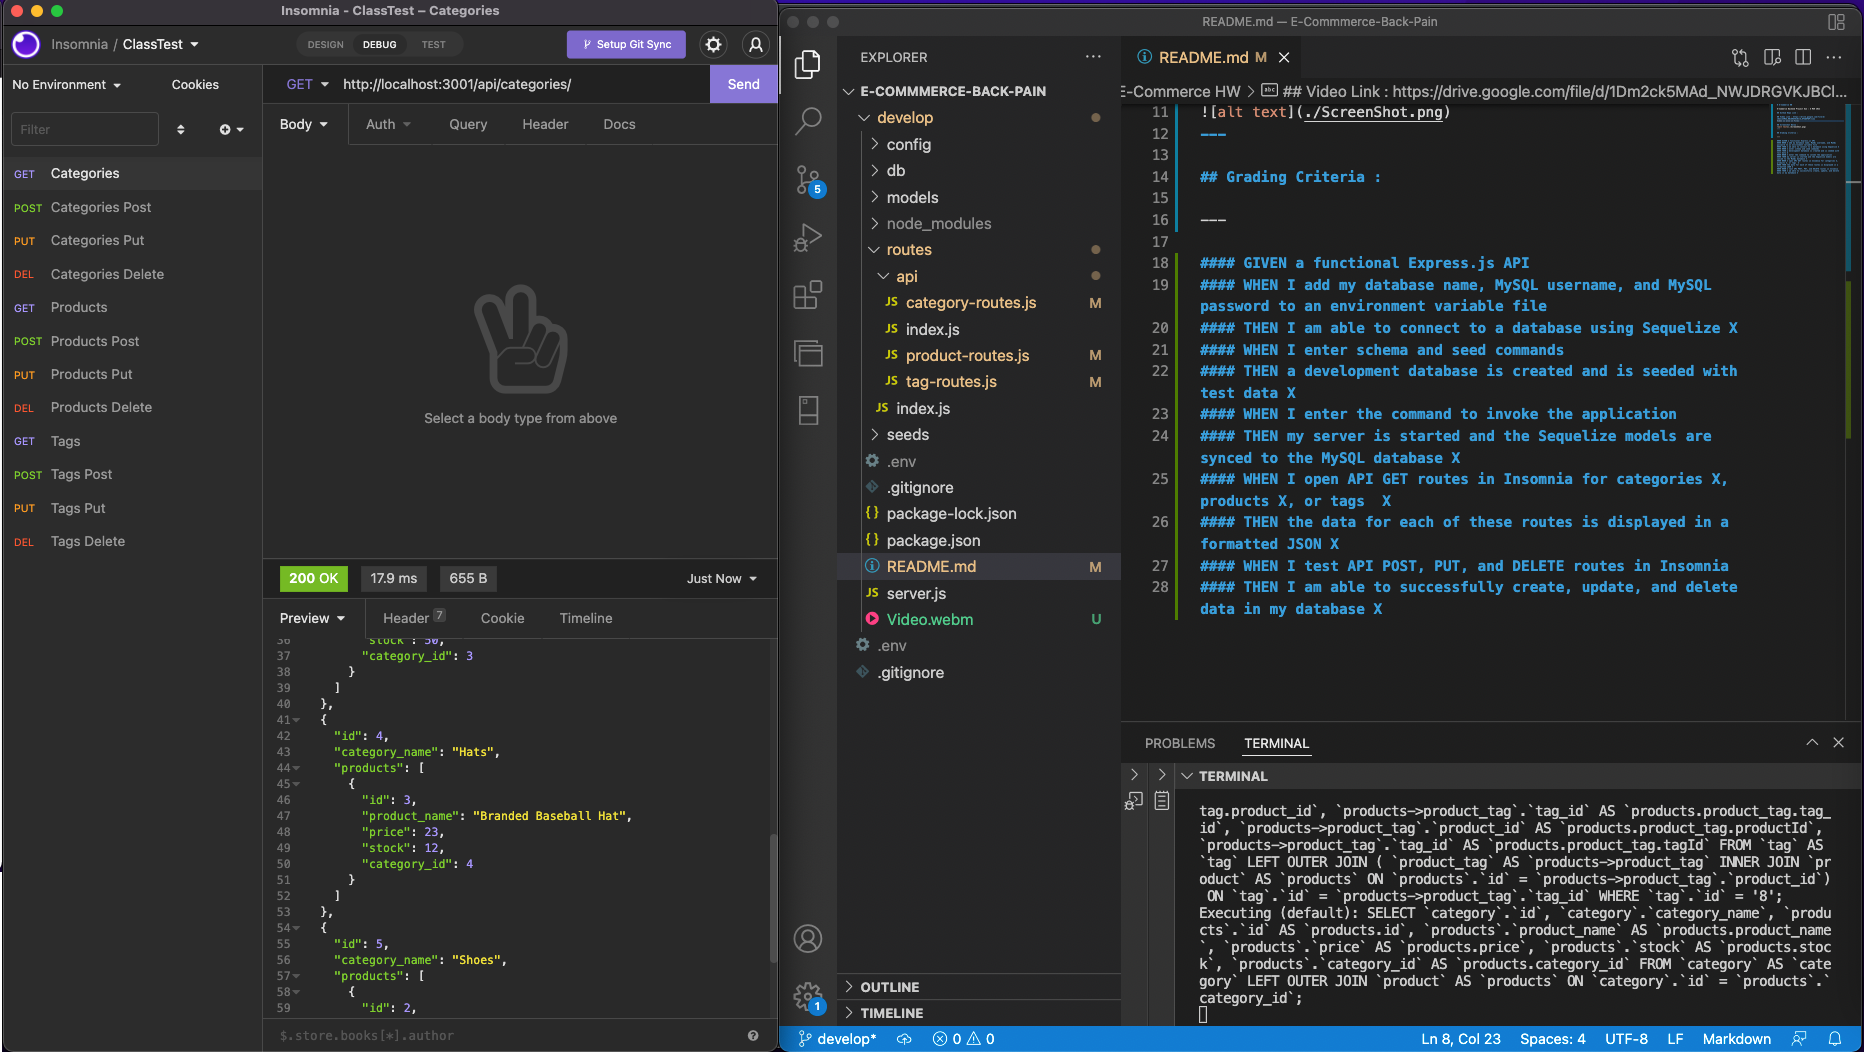 Insomnia - ClassTest – Categories
Insomnia / ClassTest
DESIGN DEBUG TEST
Setup Git Sync
No Environment
Cookies
GET http://localhost:3001/api/categories/
Send
Filter
Body Auth Query Header Docs
GET Categories
POST Categories Post
PUT Categories Put
DEL Categories Delete
GET Products
POST Products Post
PUT Products Put
DEL Products Delete
GET Tags
POST Tags Post
PUT Tags Put
DEL Tags Delete
Select a body type from above
200 OK 17.9 ms 655 B Just Now
Preview Header 7 Cookie Timeline
36 "stock": 50,
37 "category_id": 3
38 }
39 ]
40 },
41 {
42 "id": 4,
43 "category_name": "Hats",
44 "products": [
45 {
46 "id": 3,
47 "product_name": "Branded Baseball Hat",
48 "price": 23,
49 "stock": 12,
50 "category_id": 4
51 }
52 ]
53 },
54 {
55 "id": 5,
56 "category_name": "Shoes",
57 "products": [
58 {
59 "id": 2,
$.store.books[*].author
README.md — E-Commmerce-Back-Pain
EXPLORER
E-COMMMERCE-BACK-PAIN
develop
config
db
models
node_modules
routes
api
JS category-routes.js M
JS index.js
JS product-routes.js M
JS tag-routes.js M
JS index.js
seeds
.env
.gitignore
{} package-lock.json
{} package.json
README.md M
JS server.js
Video.webm U
.env
.gitignore
OUTLINE
TIMELINE
5
1
README.md M
E-Commerce HW > ## Video Link : https://drive.google.com/file/d/1Dm2ck5MAd_NWJDRGVKJBCl...
11 ![alt text](./ScreenShot.png)
12 ---
13
14 ## Grading Criteria :
15
16 ---
17
18 #### GIVEN a functional Express.js API
19 #### WHEN I add my database name, MySQL username, and MySQL
password to an environment variable file
20 #### THEN I am able to connect to a database using Sequelize X
21 #### WHEN I enter schema and seed commands
22 #### THEN a development database is created and is seeded with
test data X
23 #### WHEN I enter the command to invoke the application
24 #### THEN my server is started and the Sequelize models are
synced to the MySQL database X
25 #### WHEN I open API GET routes in Insomnia for categories X,
products X, or tags  X
26 #### THEN the data for each of these routes is displayed in a
formatted JSON X
27 #### WHEN I test API POST, PUT, and DELETE routes in Insomnia
28 #### THEN I am able to successfully create, update, and delete
data in my database X
PROBLEMS TERMINAL
TERMINAL
tag.product_id`, `products->product_tag`.`tag_id` AS `products.product_tag.tag_
id`, `products->product_tag`.`product_id` AS `products.product_tag.productId`,
`products->product_tag`.`tag_id` AS `products.product_tag.tagId` FROM `tag` AS
`tag` LEFT OUTER JOIN ( `product_tag` AS `products->product_tag` INNER JOIN `pr
oduct` AS `products` ON `products`.`id` = `products->product_tag`.`product_id`)
ON `tag`.`id` = `products->product_tag`.`tag_id` WHERE `tag`.`id` = '8';
Executing (default): SELECT `category`.`id`, `category`.`category_name`, `produ
cts`.`id` AS `products.id`, `products`.`product_name` AS `products.product_name
`, `products`.`price` AS `products.price`, `products`.`stock` AS `products.stoc
k`, `products`.`category_id` AS `products.category_id` FROM `category` AS `cate
gory` LEFT OUTER JOIN `product` AS `products` ON `category`.`id` = `products`.`
category_id`;
develop* 0 0 Ln 8, Col 23 Spaces: 4 UTF-8 LF Markdown